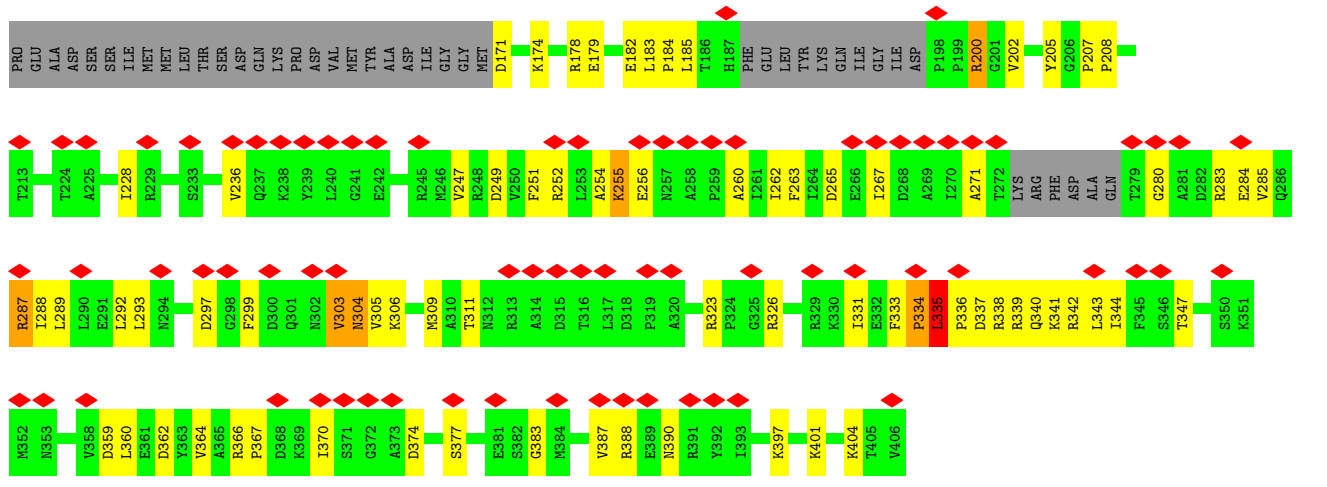 PRO GLU ALA ASP SER SER ILE MET MET LEU THR SER ASP GLN LYS PRO ASP VAL MET TYR ALA ASP ILE GLY GLY MET D171 K174 R178 E179 E182 L183 P184 L185 T186 H187 PHE GLU LEU TYR LYS GLN ILE GLY ILE ASP P198 P199 R200 G201 V202 Y205 G206 P207 P208
T213 T224 A225 I228 R229 S233 V236 Q237 K238 Y239 L240 G241 E242 R245 M246 V247 R248 D249 V250 F251 R252 L253 A254 K255 E256 N257 A258 P259 A260 I261 I262 F263 I264 D265 E266 I267 D268 A269 I270 A271 T272 LYS ARG PHE ASP ALA GLN T279 G280 A281 D282 R283 E284 V285 Q286
R287 I288 L289 L290 E291 L292 L293 N294 D297 G298 F299 D300 Q301 N302 V303 N304 V305 K306 M309 A310 T311 N312 R313 A314 D315 T316 L317 D318 P319 A320 R323 P324 G325 R326 R329 K330 I331 E332 F333 P334 L335 P336 D337 R338 R339 Q340 K341 R342 L343 I344 F345 S346 T347 S350 K351
M352 N353 V358 D359 L360 E361 D362 Y363 V364 A365 R366 P367 D368 K369 I370 S371 G372 A373 D374 S377 E381 S382 G383 M384 V387 R388 E389 N390 R391 Y392 I393 K397 K401 K404 T405 V406